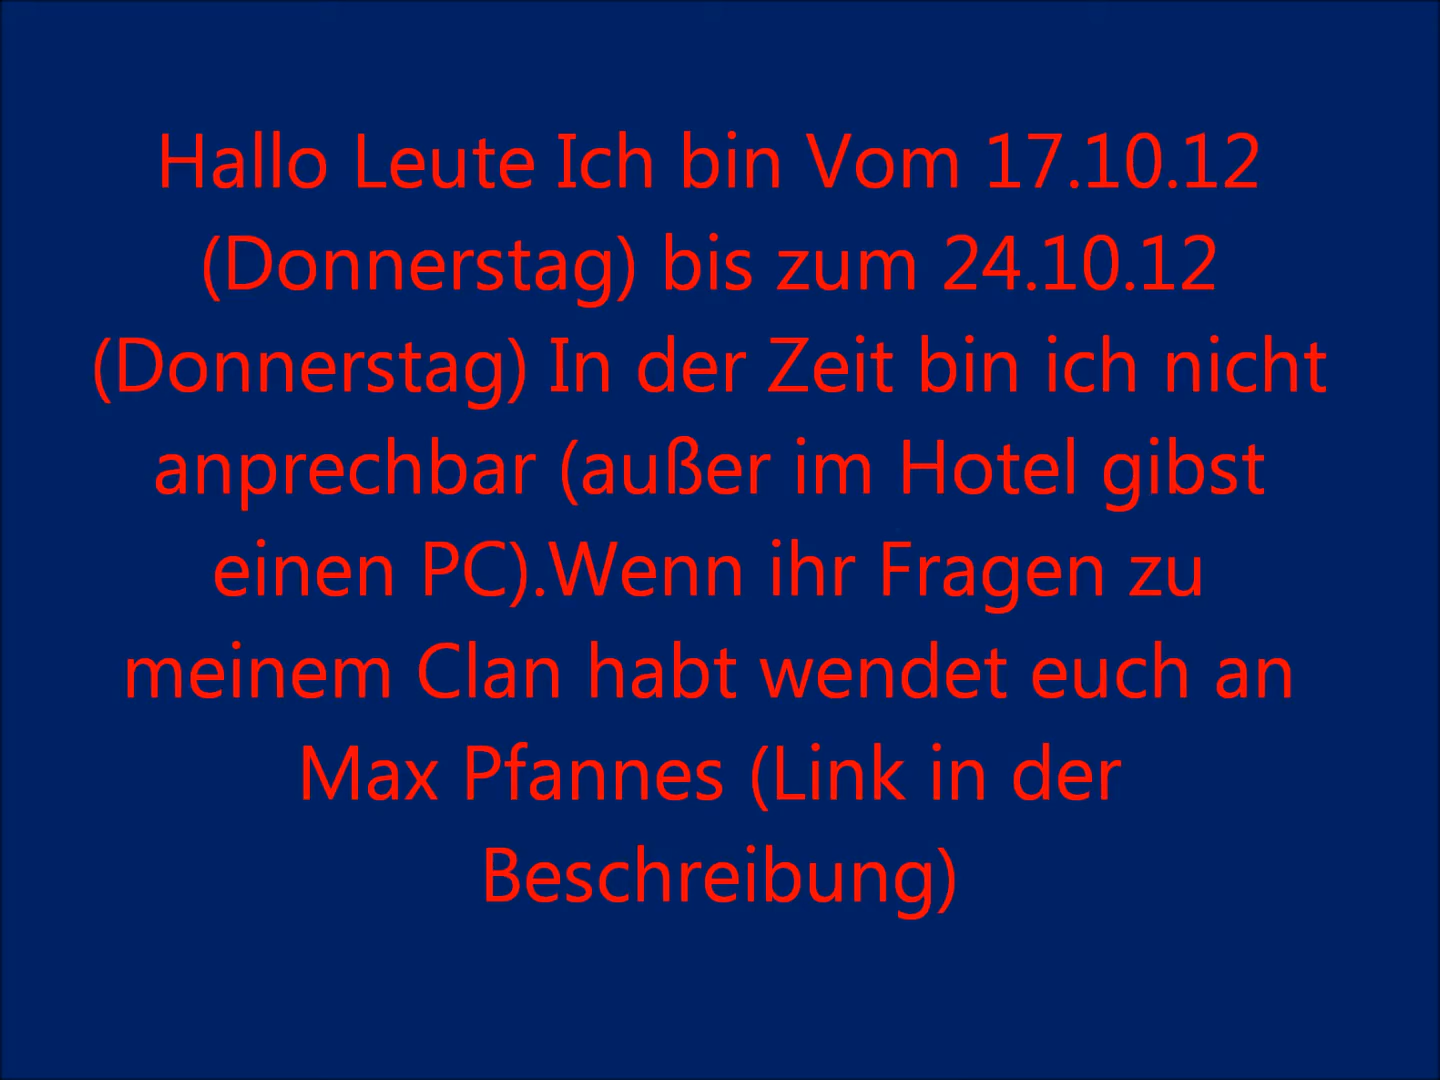 Hallo Leute Ich bin Vom 17.10.12
(Donnerstag) bis zum 24.10.12
(Donnerstag) In der Zeit bin ich nicht
anprechbar (außer im Hotel gibst
einen PC).Wenn ihr Fragen zu
meinem Clan habt wendet euch an
Max Pfannes (Link in der
Beschreibung)